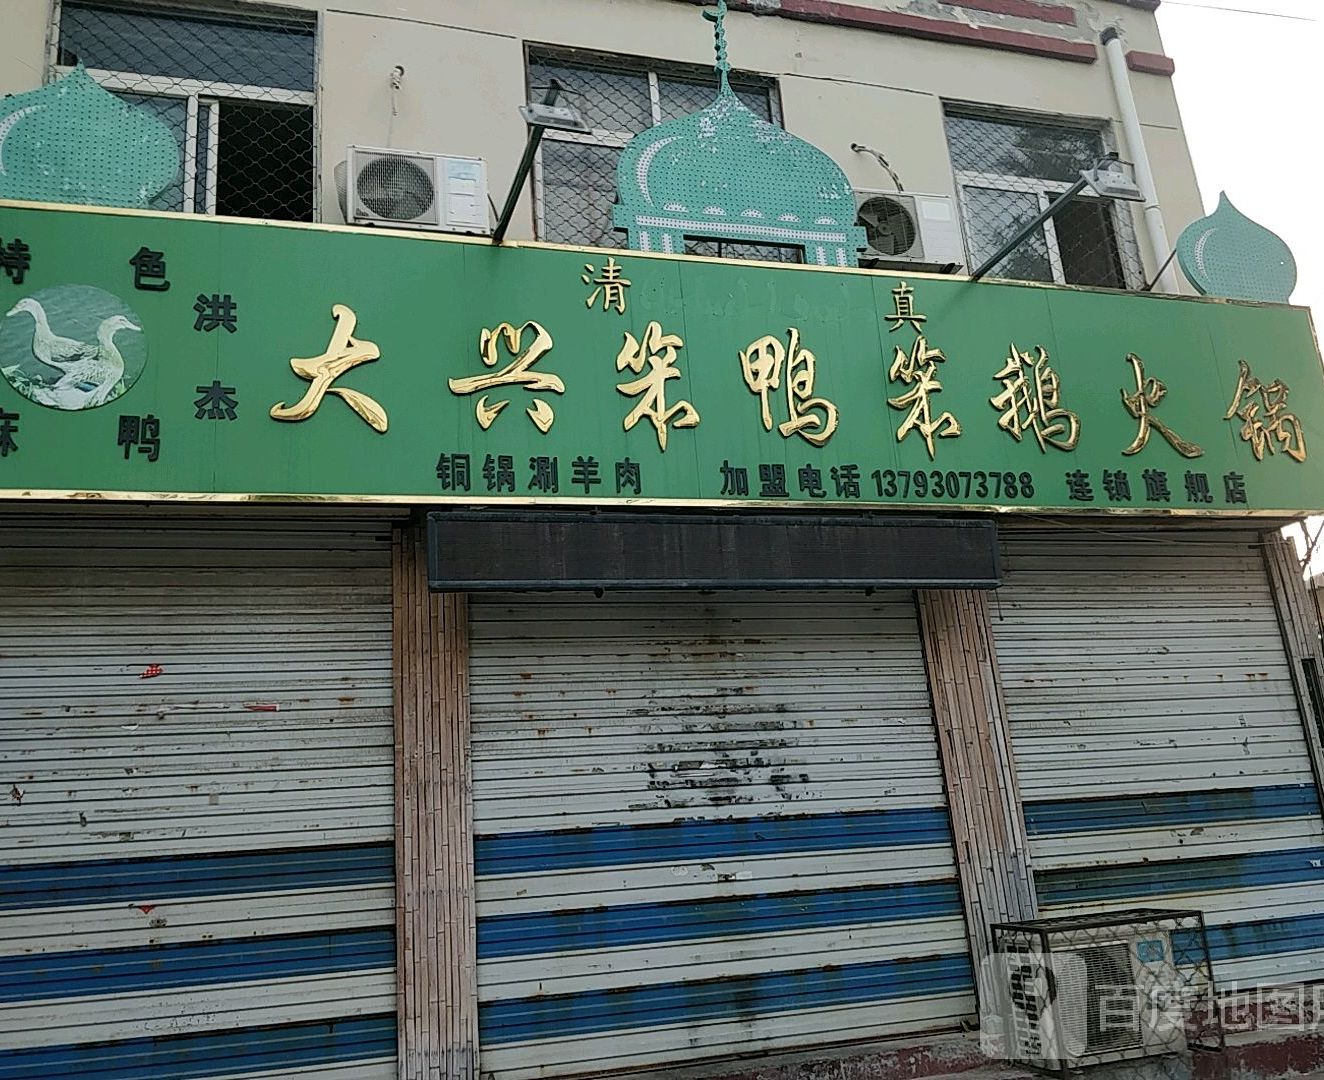 清真
特色
洪杰
麻鸭
大兴笨鸭笨鹅火锅
铜锅涮羊肉 加盟电话13793073788 连锁旗舰店
百度地图